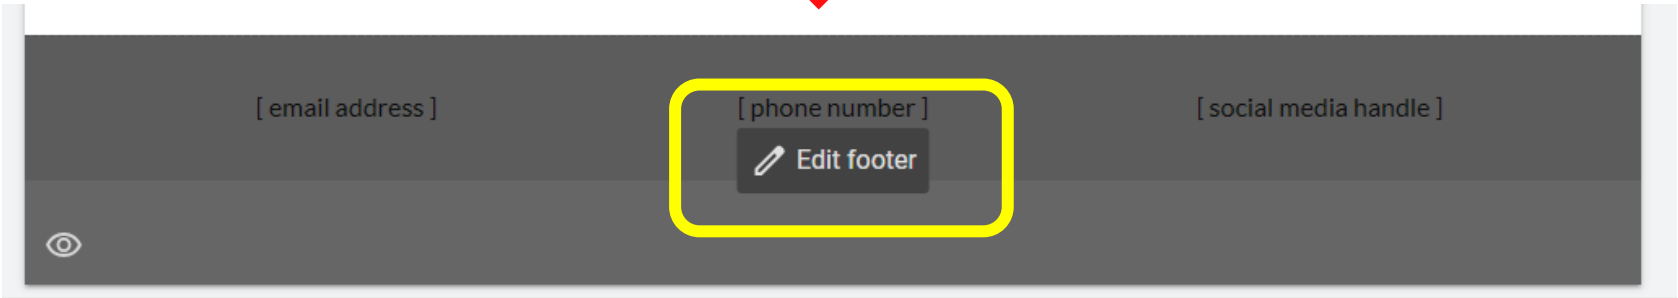 [ email address ]
[ phone number ]
[ social media handle ]
Edit footer